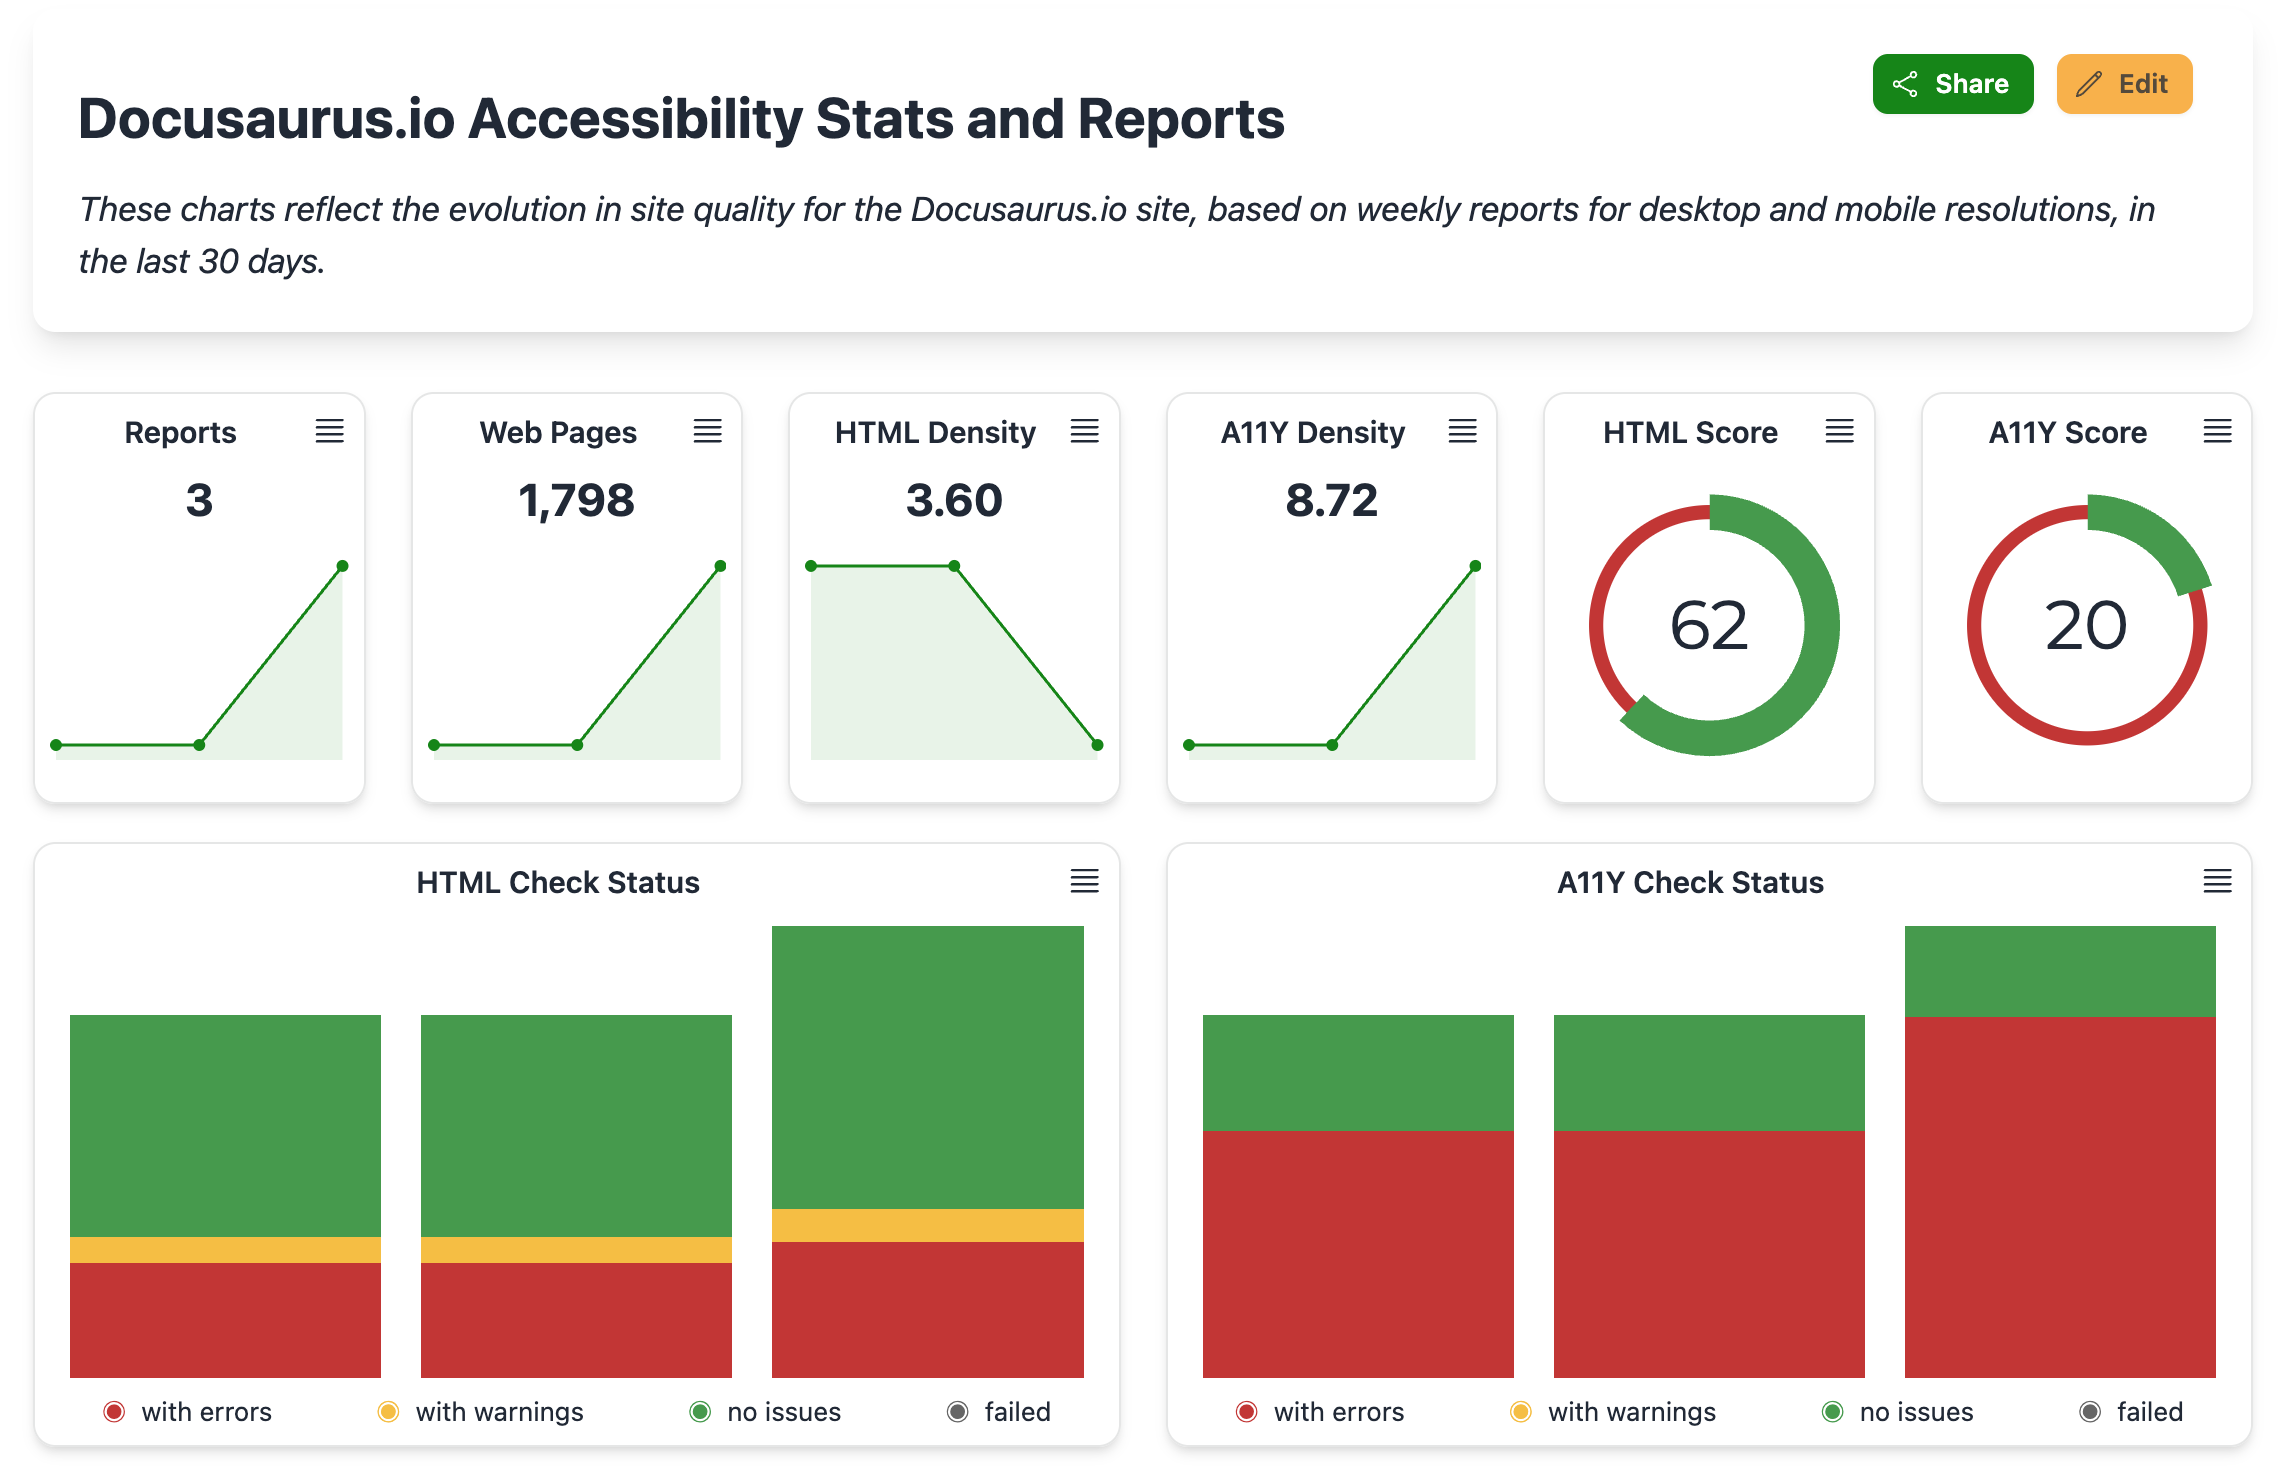 Share
Edit
Docusaurus.io Accessibility Stats and Reports
These charts reflect the evolution in site quality for the Docusaurus.io site, based on weekly reports for desktop and mobile resolutions, in
the last 30 days.
Reports
3
Web Pages
1,798
HTML Density
3.60
A11Y Density
8.72
HTML Score
62
A11Y Score
20
HTML Check Status
with errors
with warnings
no issues
failed
A11Y Check Status
with errors
with warnings
no issues
failed